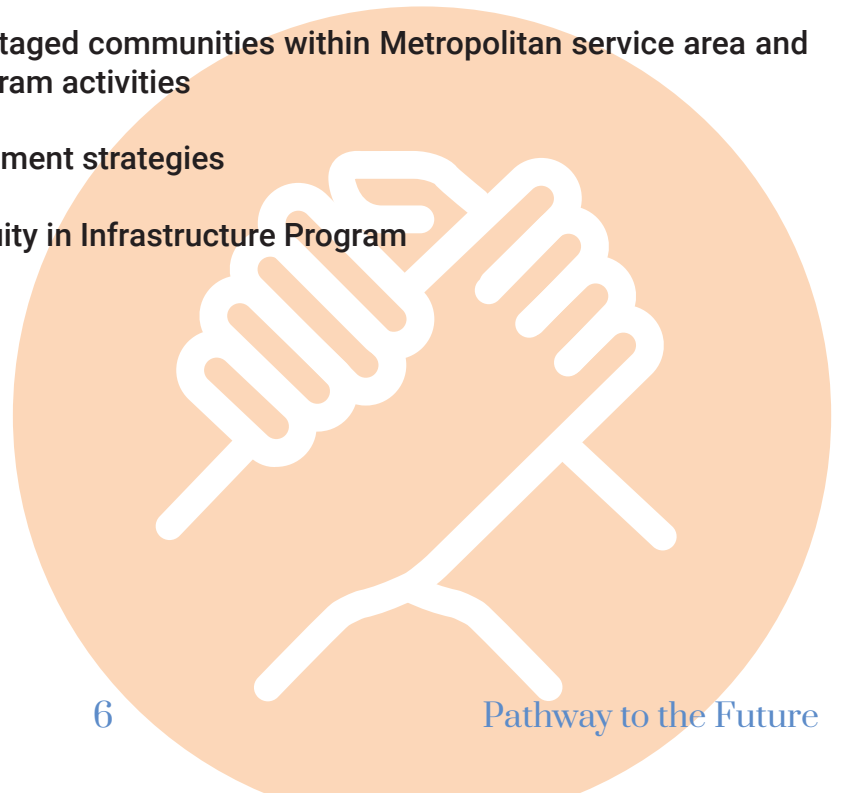 taged communities within Metropolitan service area and
ram activities
ment strategies
uity in Infrastructure Program
6
Pathway to the Future